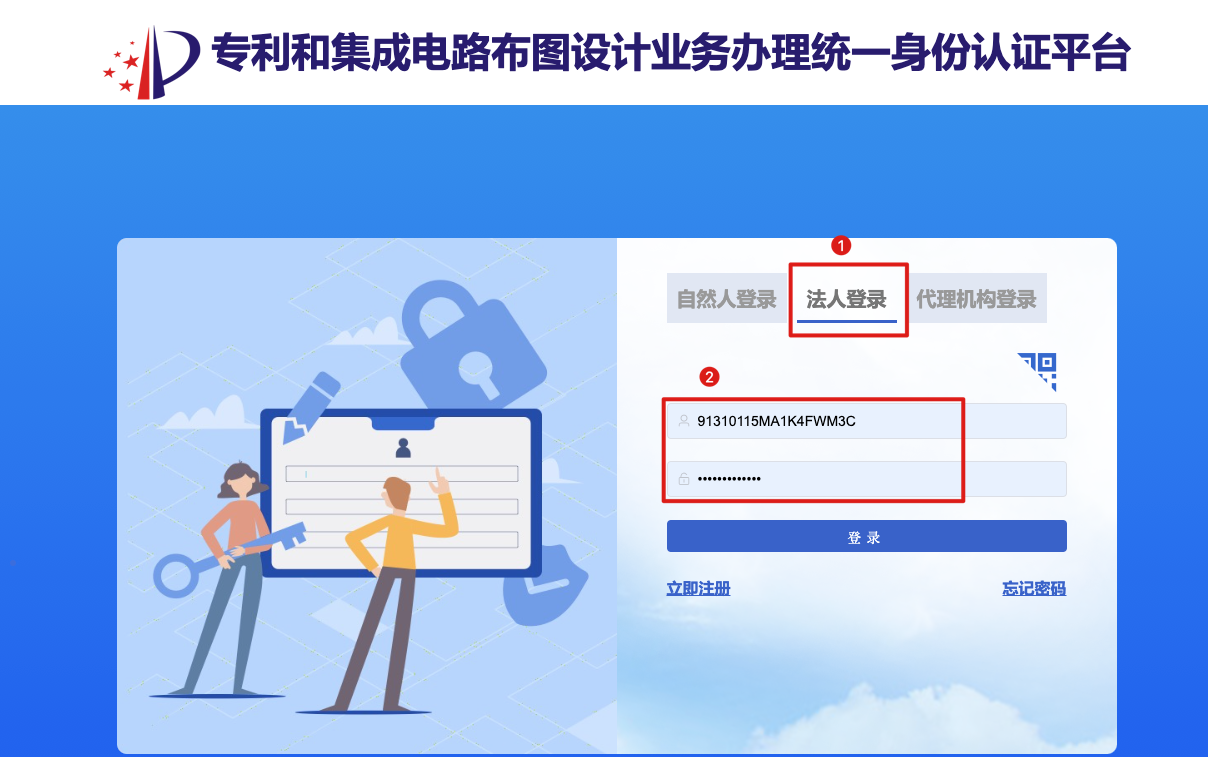 专利和集成电路布图设计业务办理统一身份认证平台
1
自然人登录 法人登录 代理机构登录
2
91310115MA1K4FWM3C
•••••••••••••
登 录
立即注册 忘记密码